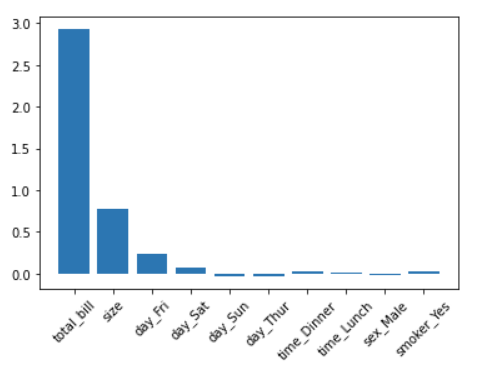 3.0
2.5
2.0
1.5
1.0
0.5
0.0
total_bill
size
day_Fri
day_Sat
day_Sun
day_Thur
time_Dinner
time_Lunch
sex_Male
smoker_Yes